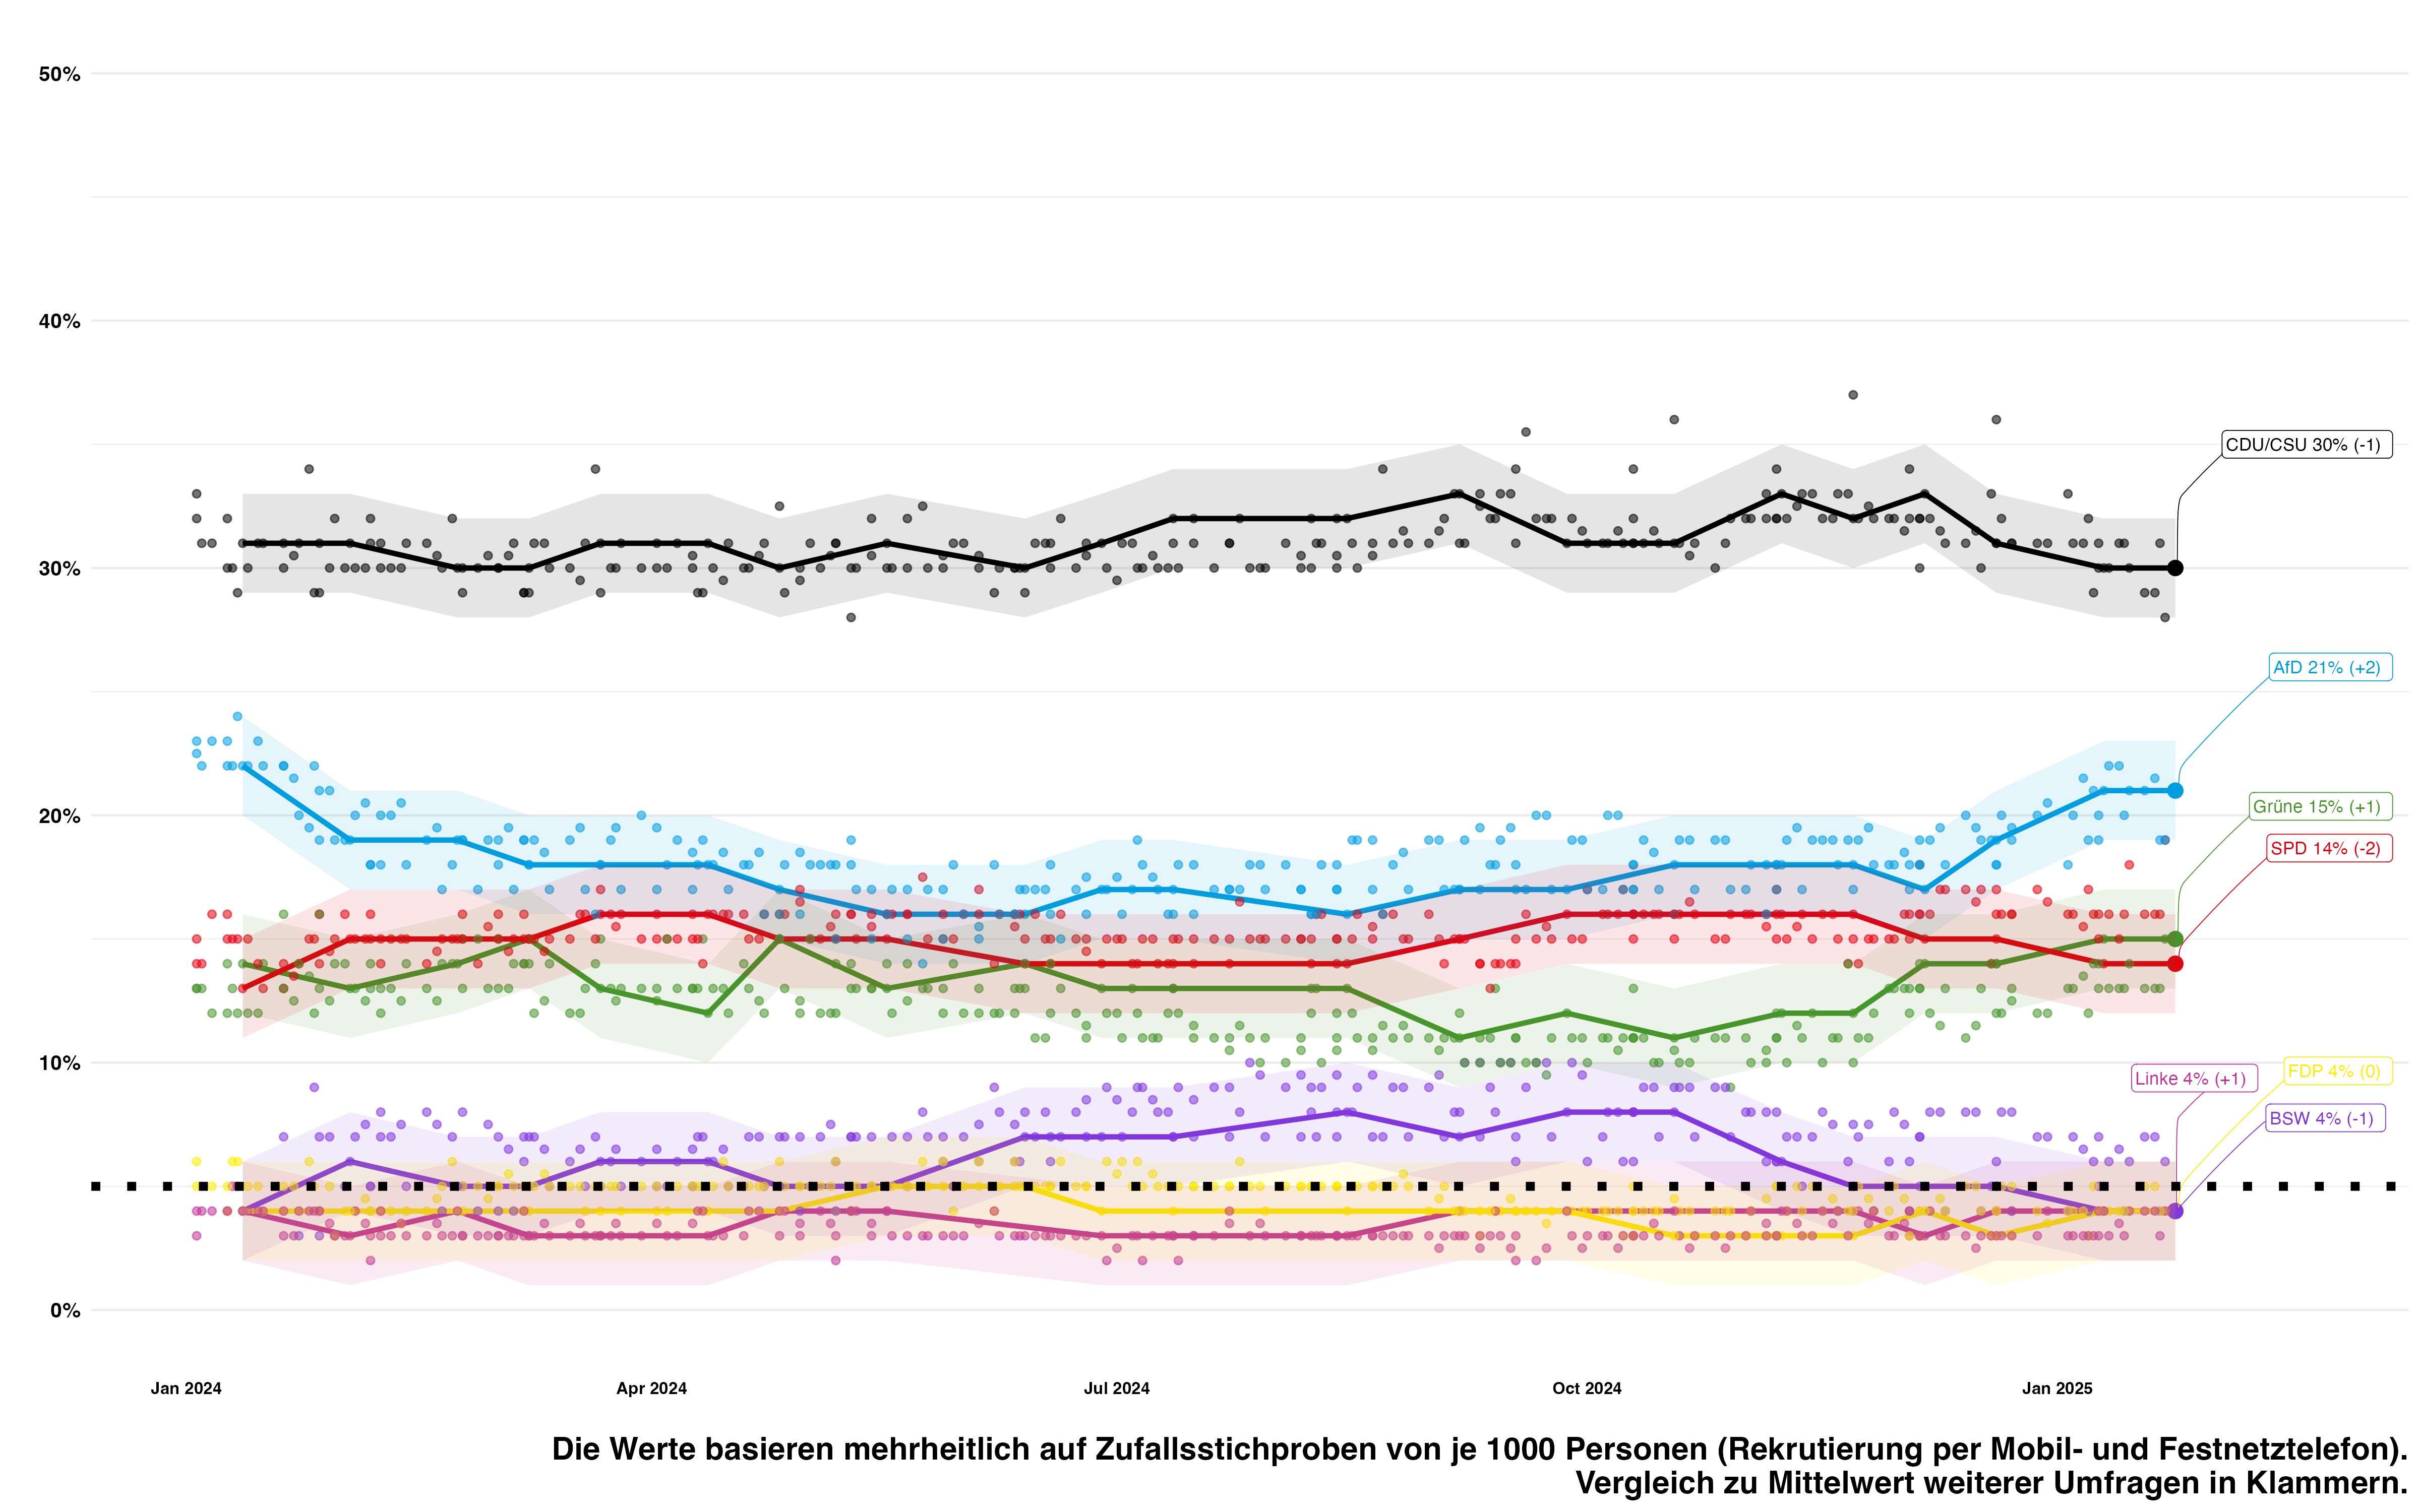 50%
40%
30%
20%
10%
0%
CDU/CSU 30% (-1)
AfD 21% (+2)
Grüne 15% (+1)
SPD 14% (-2)
FDP 4% (0)
Linke 4% (+1)
BSW 4% (-1)
Jan 2024
Apr 2024
Jul 2024
Oct 2024
Jan 2025
Die Werte basieren mehrheitlich auf Zufallsstichproben von je 1000 Personen (Rekrutierung per Mobil- und Festnetztelefon).
Vergleich zu Mittelwert weiterer Umfragen in Klammern.